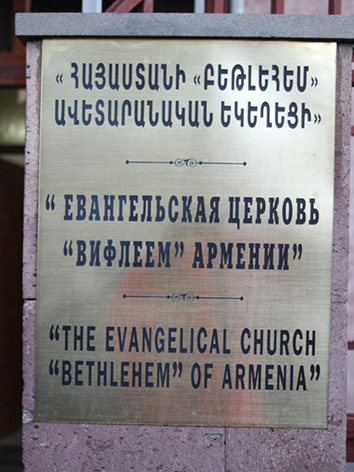 « ՀԱՅԱՍՏԱՆԻ «ԲԵԹԼԵՀԵՄ»
ԱՎԵՏԱՐԱՆԱԿԱՆ ԵԿԵՂԵՑԻ»
“ ЕВАНГЕЛЬСКАЯ ЦЕРКОВЬ
“ВИФЛЕЕМ” АРМЕНИИ”
“THE EVANGELICAL CHURCH
“BETHLEHEM” OF ARMENIA”